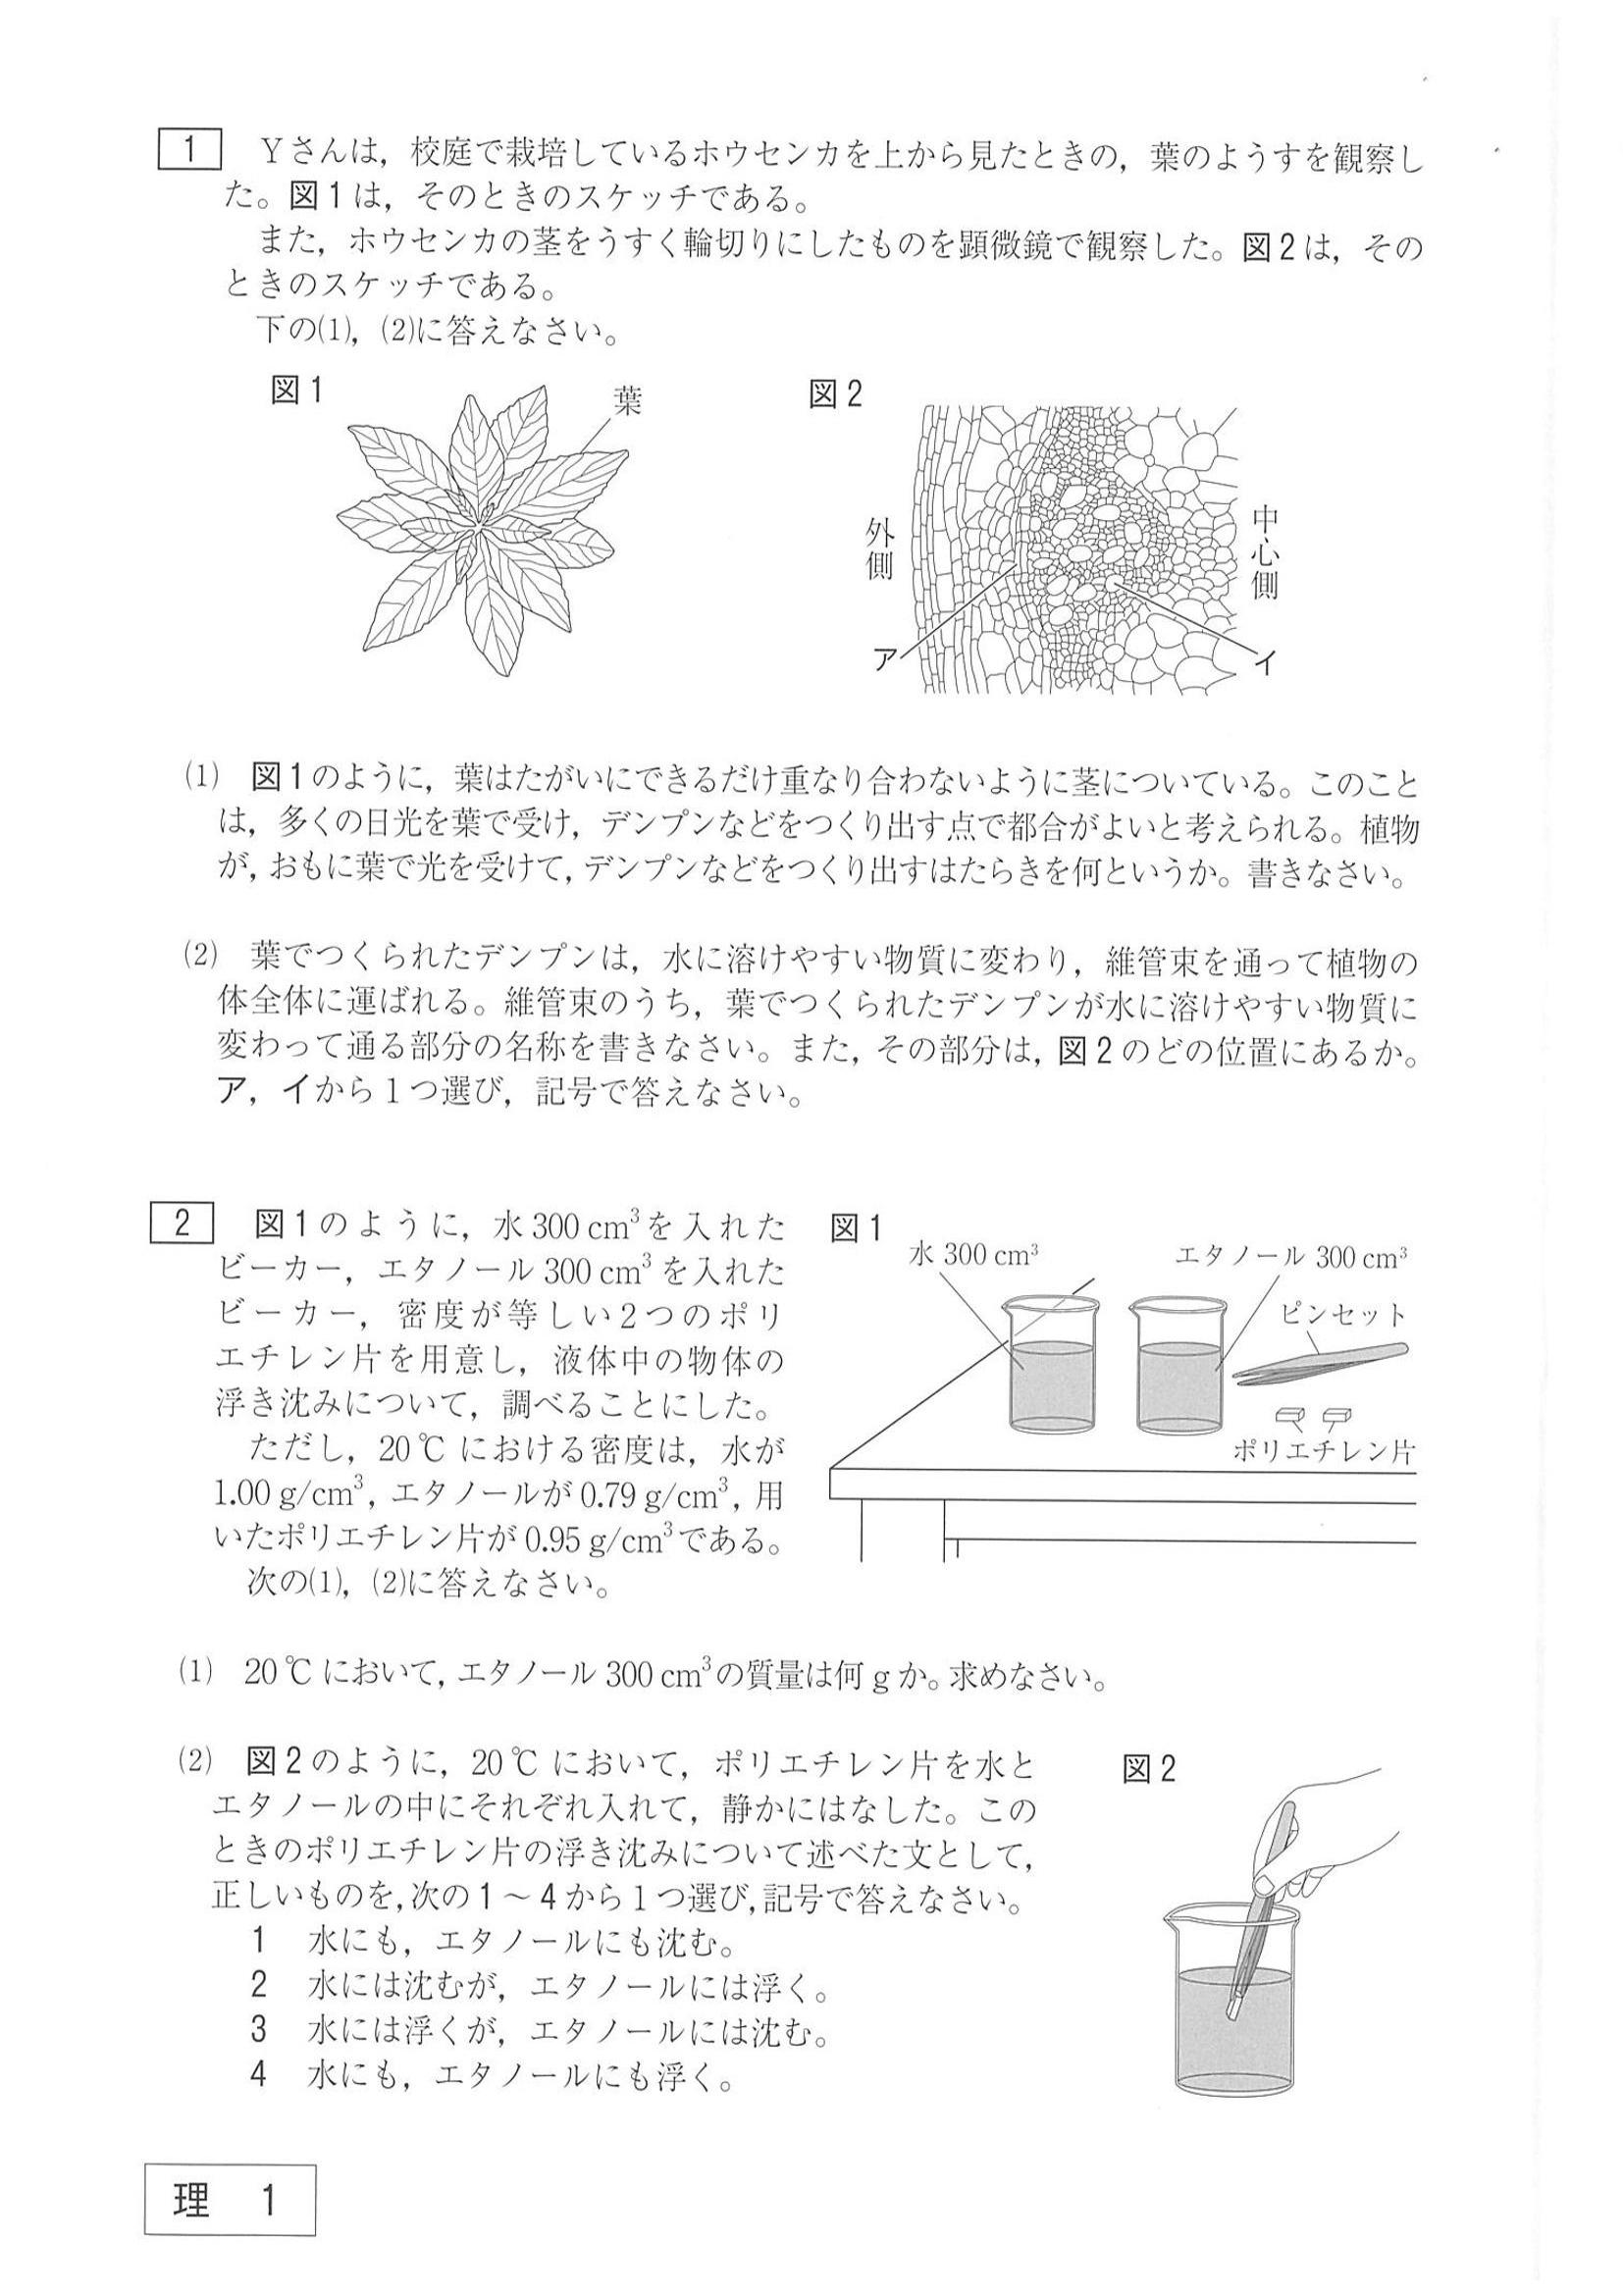 1 Yさんは，校庭で栽培しているホウセンカを上から見たときの，葉のようすを観察し
た。図1は，そのときのスケッチである。
また，ホウセンカの茎をうすく輪切りにしたものを顕微鏡で観察した。図2は，その
ときのスケッチである。
下の(1)，(2)に答えなさい。
図1
葉
図2
外側
中心側
ア
イ
(1) 図1のように，葉はたがいにできるだけ重なり合わないように茎についている。このこと
は，多くの日光を葉で受け，デンプンなどをつくり出す点で都合がよいと考えられる。植物
が，おもに葉で光を受けて，デンプンなどをつくり出すはたらきを何というか。書きなさい。
(2) 葉でつくられたデンプンは，水に溶けやすい物質に変わり，維管束を通って植物の
体全体に運ばれる。維管束のうち，葉でつくられたデンプンが水に溶けやすい物質に
変わって通る部分の名称を書きなさい。また，その部分は，図2のどの位置にあるか。
ア，イから1つ選び，記号で答えなさい。
2 図1のように，水300 cm³を入れた
ビーカー，エタノール300 cm³を入れた
ビーカー，密度が等しい2つのポリ
エチレン片を用意し，液体中の物体の
浮き沈みについて，調べることにした。
ただし，20℃における密度は，水が
1.00 g/cm³，エタノールが0.79 g/cm³，用
いたポリエチレン片が0.95 g/cm³である。
次の(1)，(2)に答えなさい。
図1
水 300 cm³
エタノール 300 cm³
ピンセット
ポリエチレン片
(1) 20℃において，エタノール300 cm³の質量は何gか。求めなさい。
(2) 図2のように，20℃において，ポリエチレン片を水と
エタノールの中にそれぞれ入れて，静かにはなした。この
ときのポリエチレン片の浮き沈みについて述べた文として，
正しいものを，次の1～4から1つ選び，記号で答えなさい。
1 水にも，エタノールにも沈む。
2 水には沈むが，エタノールには浮く。
3 水には浮くが，エタノールには沈む。
4 水にも，エタノールにも浮く。
図2
理 1